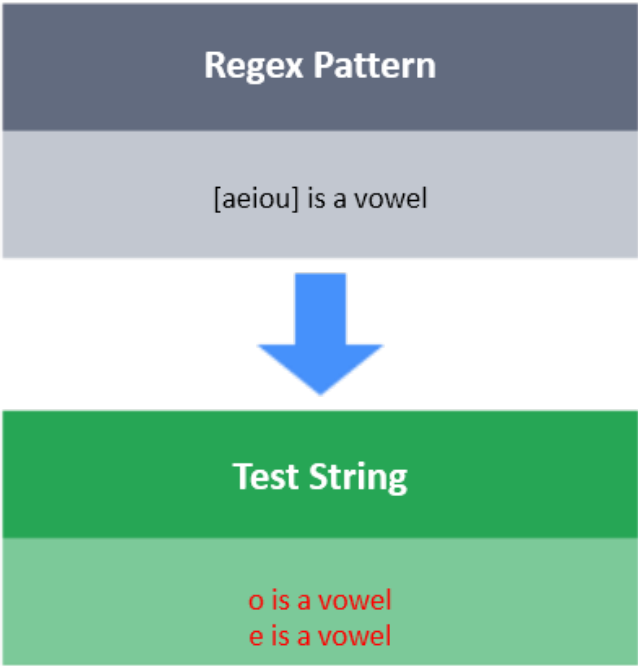 Regex Pattern
[aeiou] is a vowel
Test String
o is a vowel
e is a vowel